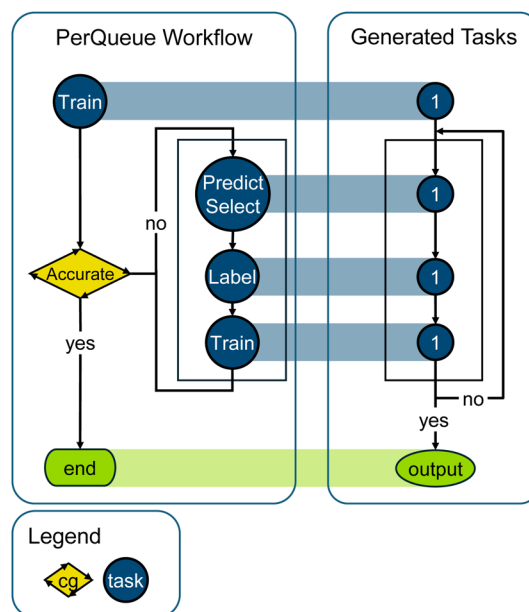 PerQueue Workflow
Generated Tasks
Train
1
Predict
Select
1
no
Accurate
Label
1
Train
1
yes
no
yes
end
output
Legend
cg
task